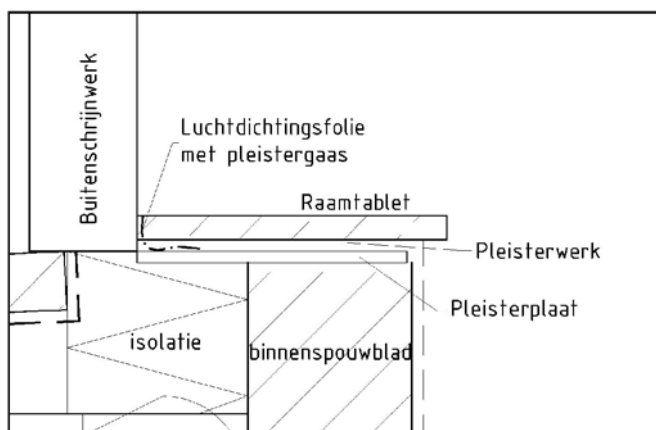 Buitenschrijnwerk
Luchtdichtingsfolie
met pleistergaas
Raamtablet
Pleisterwerk
Pleisterplaat
isolatie
binnenspouwblad